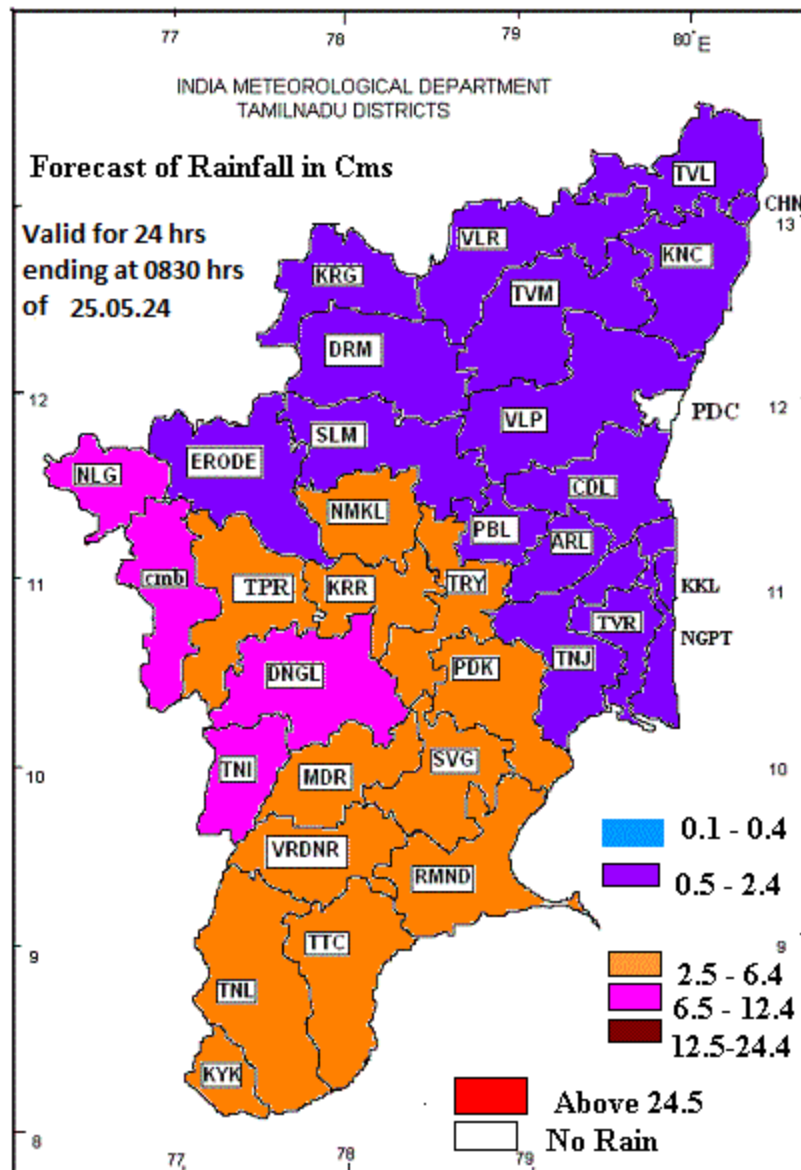 77 78 79 80°E
INDIA METEOROLOGICAL DEPARTMENT
TAMILNADU DISTRICTS
Forecast of Rainfall in Cms
TVL
CHN
13
Valid for 24 hrs
ending at 0830 hrs
of 25.05.24
VLR
KNC
KRG
TVM
DRM
12
12
PDC
VLP
SLM
ERODE
NLG
CDL
NMKL
PBL
ARL
11
cmb
TPR
KRR
TRY
KKL
11
TVR
NGPT
DNGL
PDK
TNJ
10
TNI
MDR
SVG
10
0.1 - 0.4
VRDNR
RMND
0.5 - 2.4
9
TTC
9
2.5 - 6.4
TNL
6.5 - 12.4
12.5-24.4
KYK
Above 24.5
8
No Rain
77 78 79